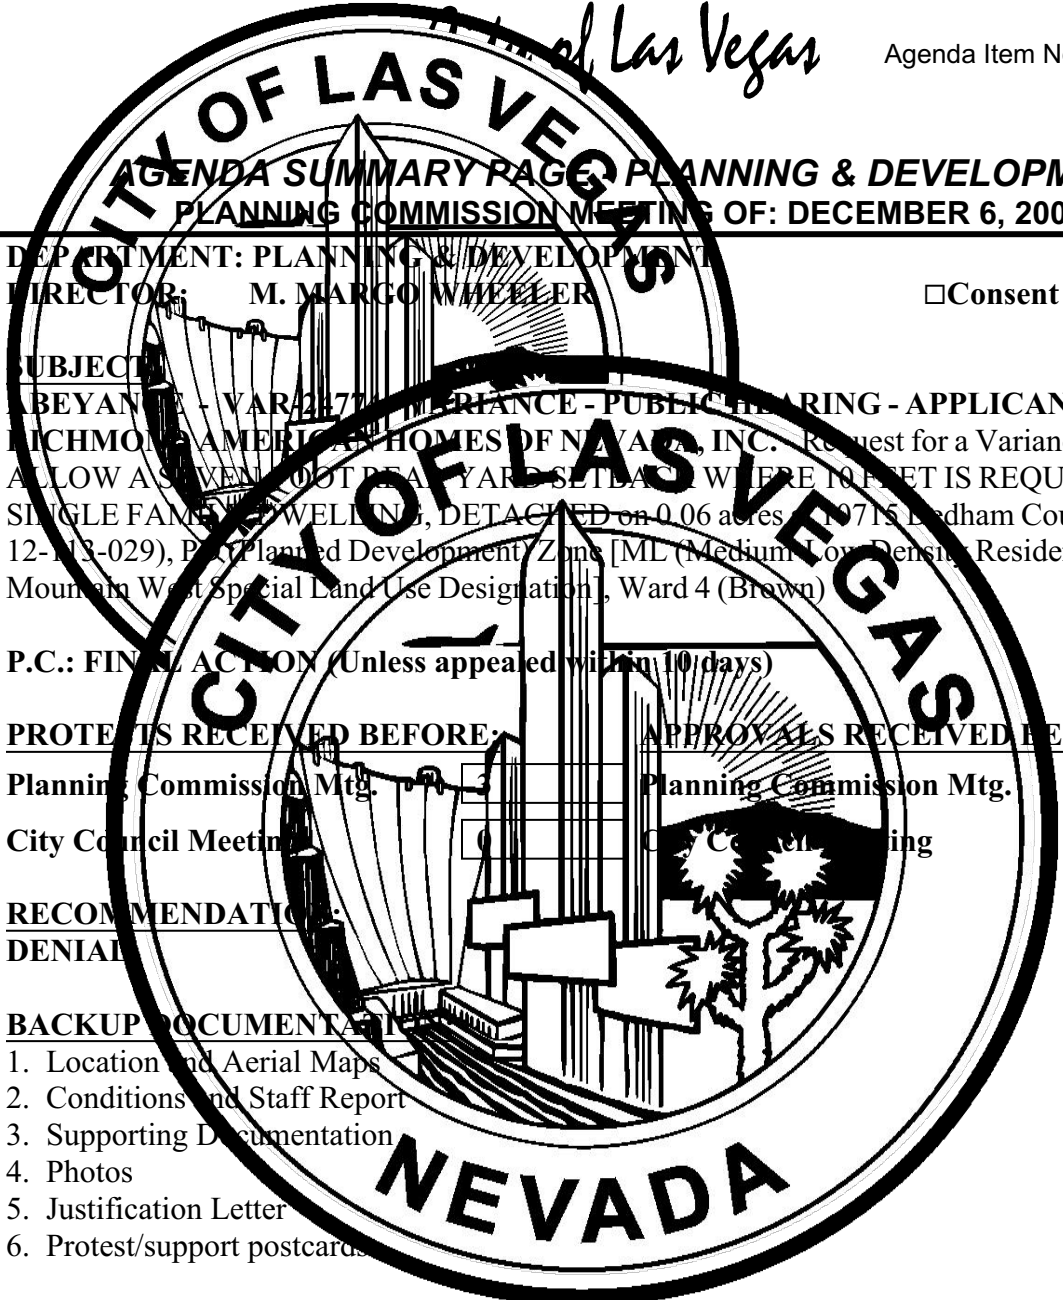 City of Las Vegas
Agenda Item No
AGENDA SUMMARY PAGE - PLANNING & DEVELOPM
PLANNING COMMISSION MEETING OF: DECEMBER 6, 200
DEPARTMENT: PLANNING & DEVELOPMENT
DIRECTOR: M. MARGO WHEELER □Consent
SUBJECT:
ABEYANCE - VARIANCE - PUBLIC HEARING - APPLICAN
RICHMOND AMERICAN HOMES OF NEVADA, INC. Request for a Varian
ALLOW A SEVEN FOOT REAR YARD SETBACK WHERE 10 FEET IS REQU
SINGLE FAMILY DWELLING, DETACHED on 0.06 acres at 10715 Dedham Cou
12-113-029), PD (Planned Development) Zone [ML (Medium-Low Density Reside
Mountain West Special Land Use Designation], Ward 4 (Brown)
P.C.: FINAL ACTION (Unless appealed within 10 days)
PROTESTS RECEIVED BEFORE: APPROVALS RECEIVED BE
Planning Commission Mtg. 3 Planning Commission Mtg.
City Council Meeting 0 City Council Meeting
RECOMMENDATION:
DENIAL
BACKUP DOCUMENTATION:
1. Location and Aerial Maps
2. Conditions and Staff Report
3. Supporting Documentation
4. Photos
5. Justification Letter
6. Protest/support postcards
CITY OF LAS VEGAS
CITY OF LAS VEGAS
NEVADA